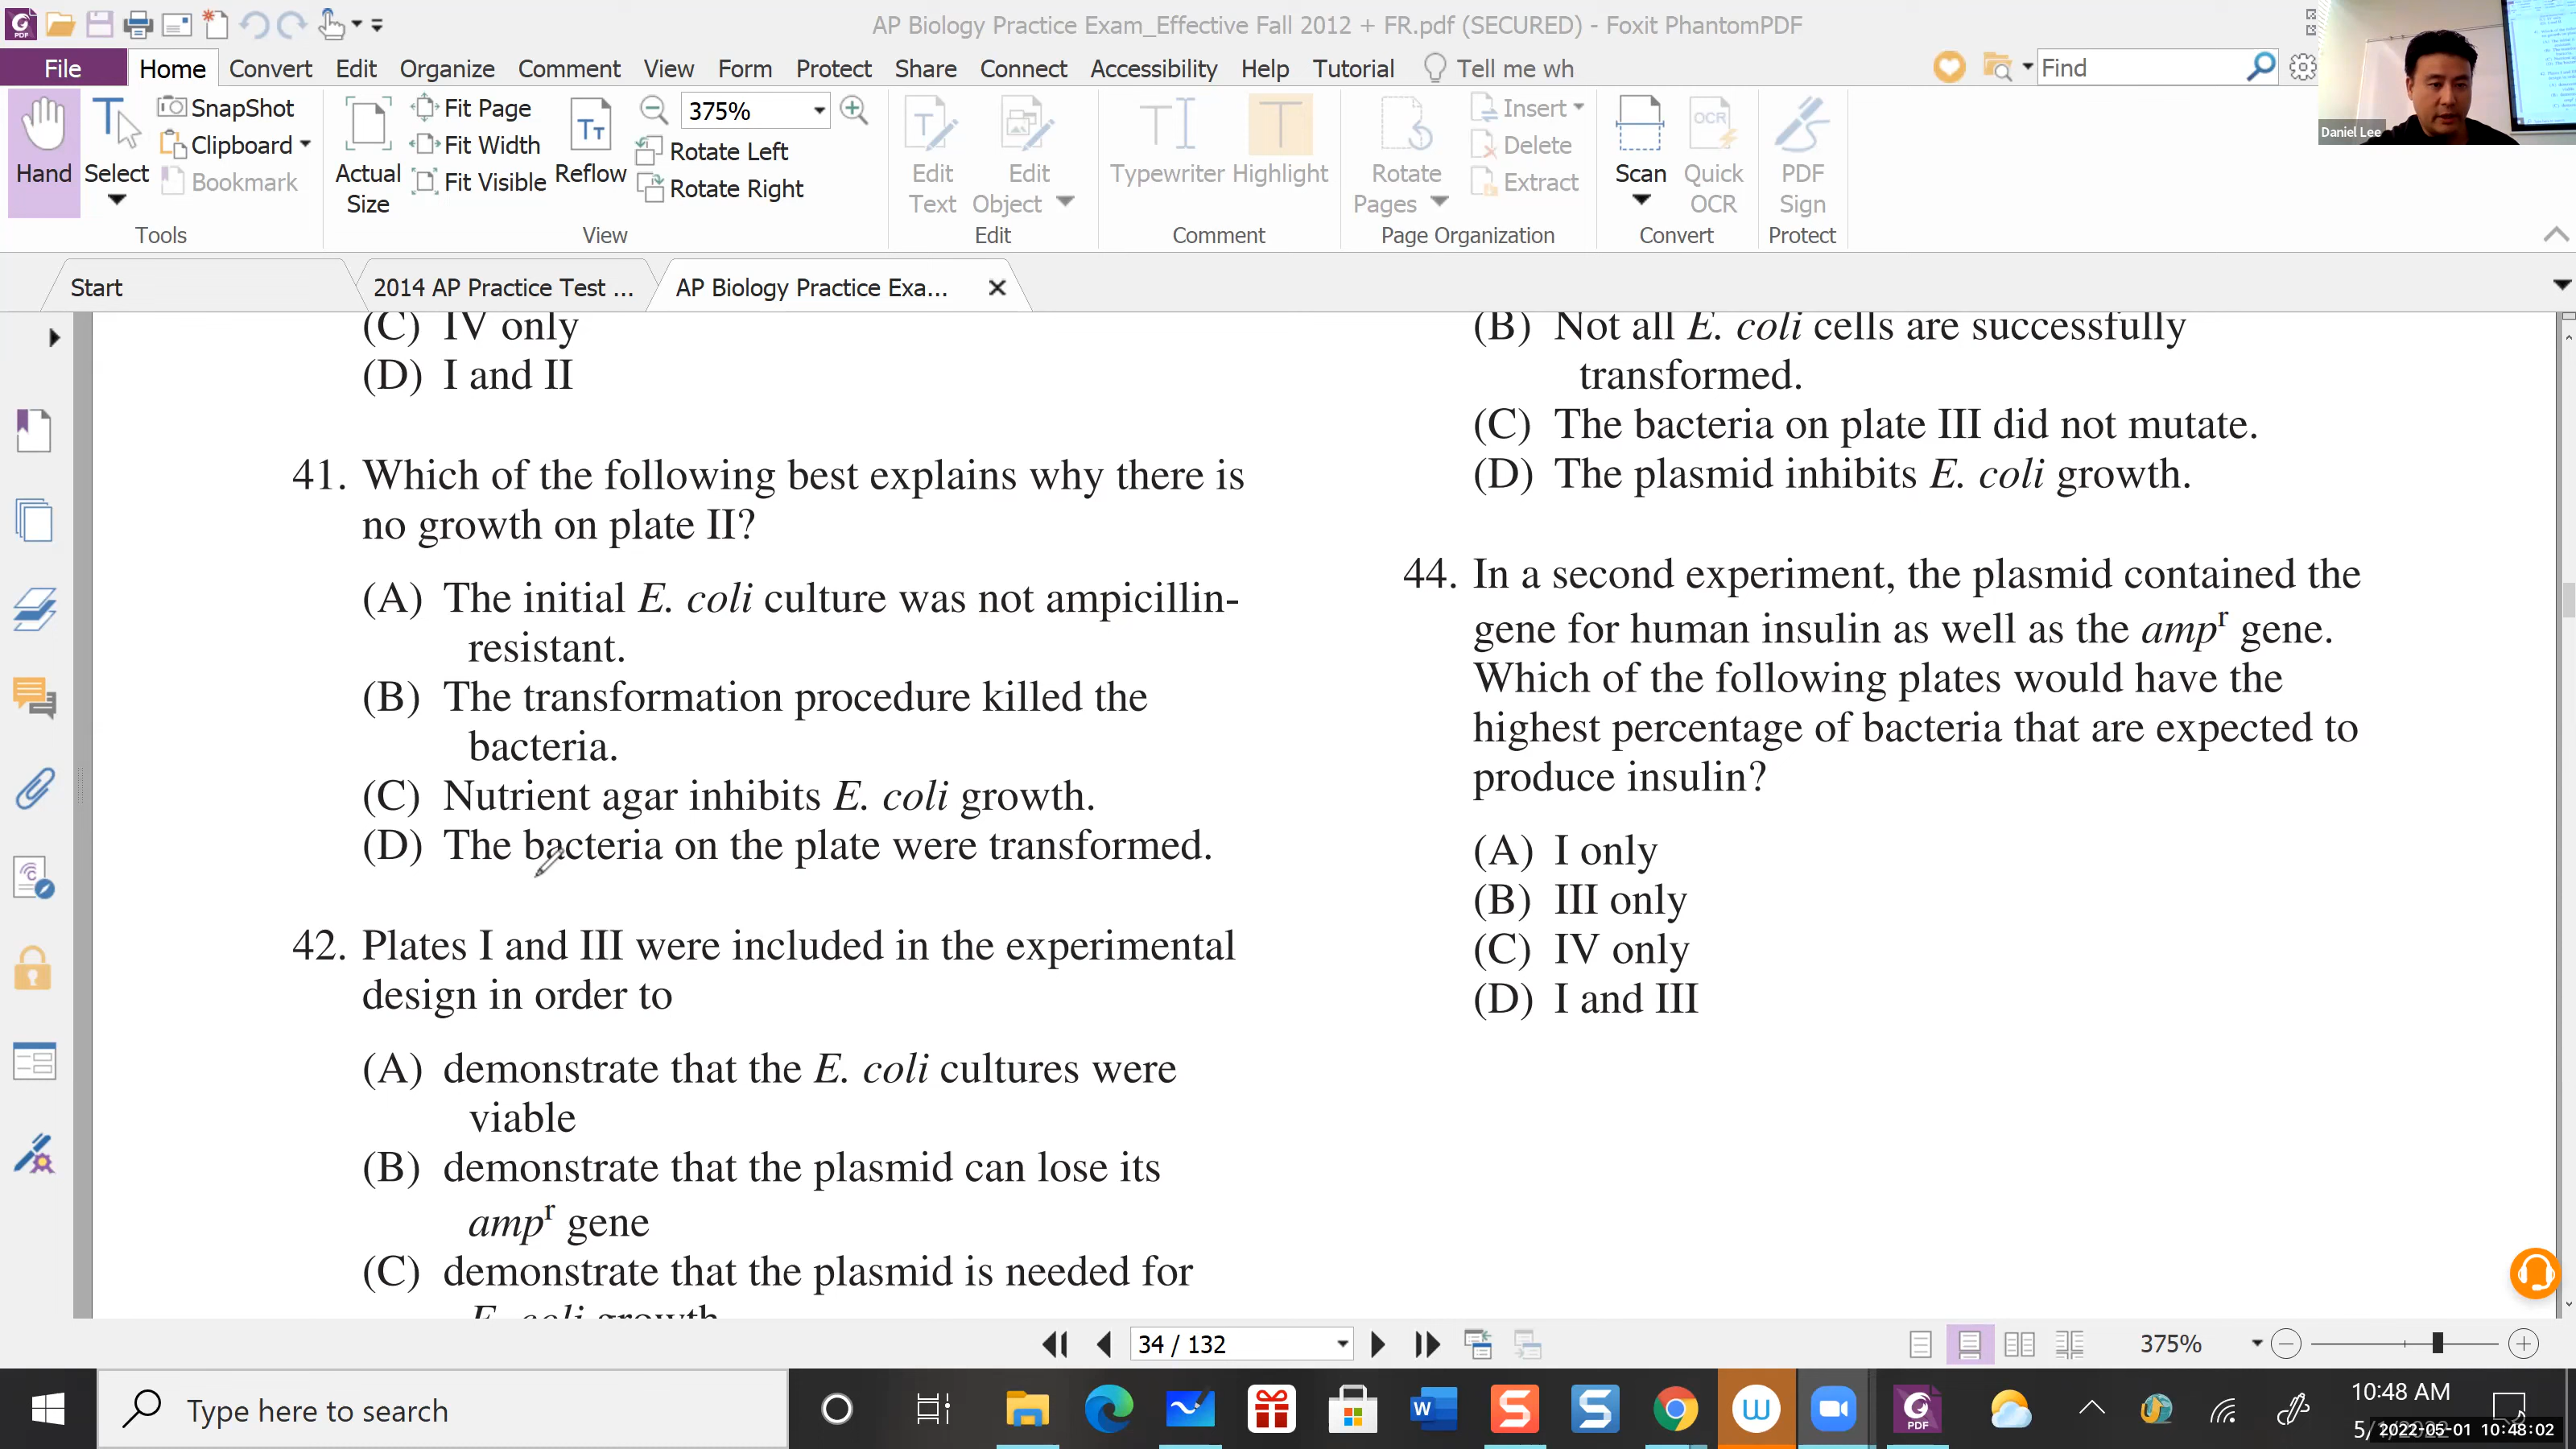 AP Biology Practice Exam_Effective Fall 2012 + FR.pdf (SECURED) - Foxit PhantomPDF
File Home Convert Edit Organize Comment View Form Protect Share Connect Accessibility Help Tutorial Tell me wh Find
Daniel Lee
Hand
Select
SnapShot
Clipboard
Bookmark
Tools
Actual
Size
Fit Page
Fit Width
Fit Visible
Reflow
375%
Rotate Left
Rotate Right
View
Edit
Text
Edit
Object
Edit
Typewriter
Highlight
Comment
Rotate
Pages
Insert
Delete
Extract
Page Organization
Scan
Quick
OCR
Convert
PDF
Sign
Protect
Start
2014 AP Practice Test ...
AP Biology Practice Exa...
(C) IV only
(D) I and II
41. Which of the following best explains why there is
no growth on plate II?
(A) The initial E. coli culture was not ampicillin-
resistant.
(B) The transformation procedure killed the
bacteria.
(C) Nutrient agar inhibits E. coli growth.
(D) The bacteria on the plate were transformed.
42. Plates I and III were included in the experimental
design in order to
(A) demonstrate that the E. coli cultures were
viable
(B) demonstrate that the plasmid can lose its
ampʳ gene
(C) demonstrate that the plasmid is needed for
E. coli growth
(B) Not all E. coli cells are successfully
transformed.
(C) The bacteria on plate III did not mutate.
(D) The plasmid inhibits E. coli growth.
44. In a second experiment, the plasmid contained the
gene for human insulin as well as the ampʳ gene.
Which of the following plates would have the
highest percentage of bacteria that are expected to
produce insulin?
(A) I only
(B) III only
(C) IV only
(D) I and III
34 / 132
375%
Type here to search
10:48 AM
2022-05-01 10:48:02